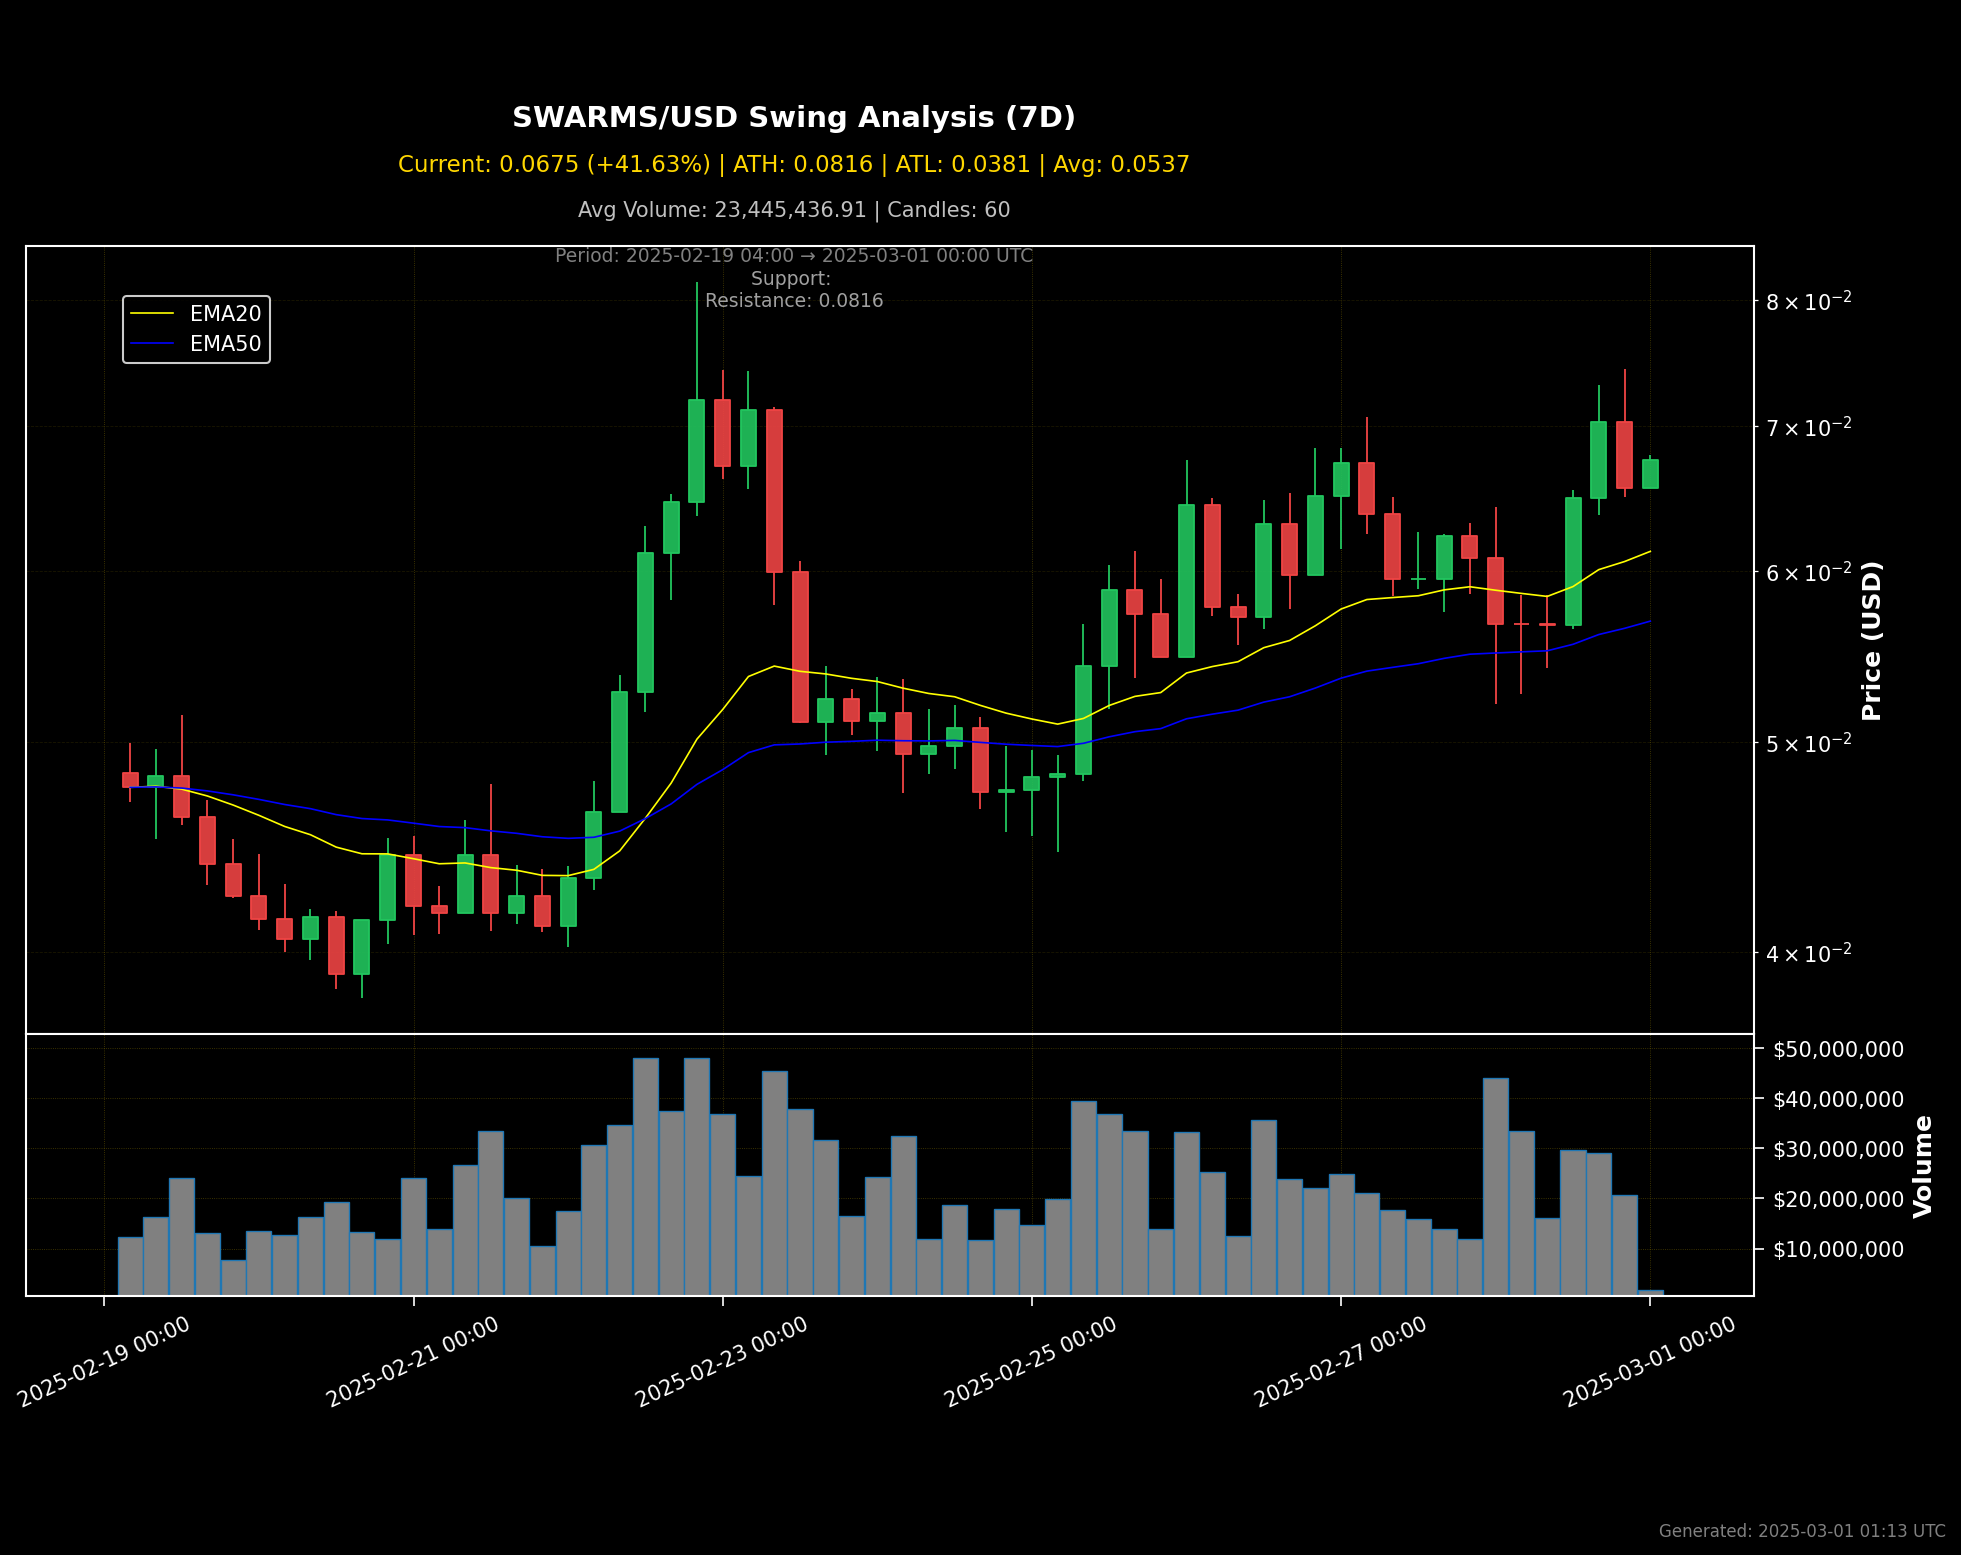 SWARMS/USD Swing Analysis (7D)
Current: 0.0675 (+41.63%) | ATH: 0.0816 | ATL: 0.0381 | Avg: 0.0537
Avg Volume: 23,445,436.91 | Candles: 60
Period: 2025-02-19 04:00 → 2025-03-01 00:00 UTC
Support:
Resistance: 0.0816
EMA20
EMA50
8 × 10⁻²
7 × 10⁻²
6 × 10⁻²
5 × 10⁻²
4 × 10⁻²
Price (USD)
$50,000,000
$40,000,000
$30,000,000
$20,000,000
$10,000,000
Volume
2025-02-19 00:00
2025-02-21 00:00
2025-02-23 00:00
2025-02-25 00:00
2025-02-27 00:00
2025-03-01 00:00
Generated: 2025-03-01 01:13 UTC